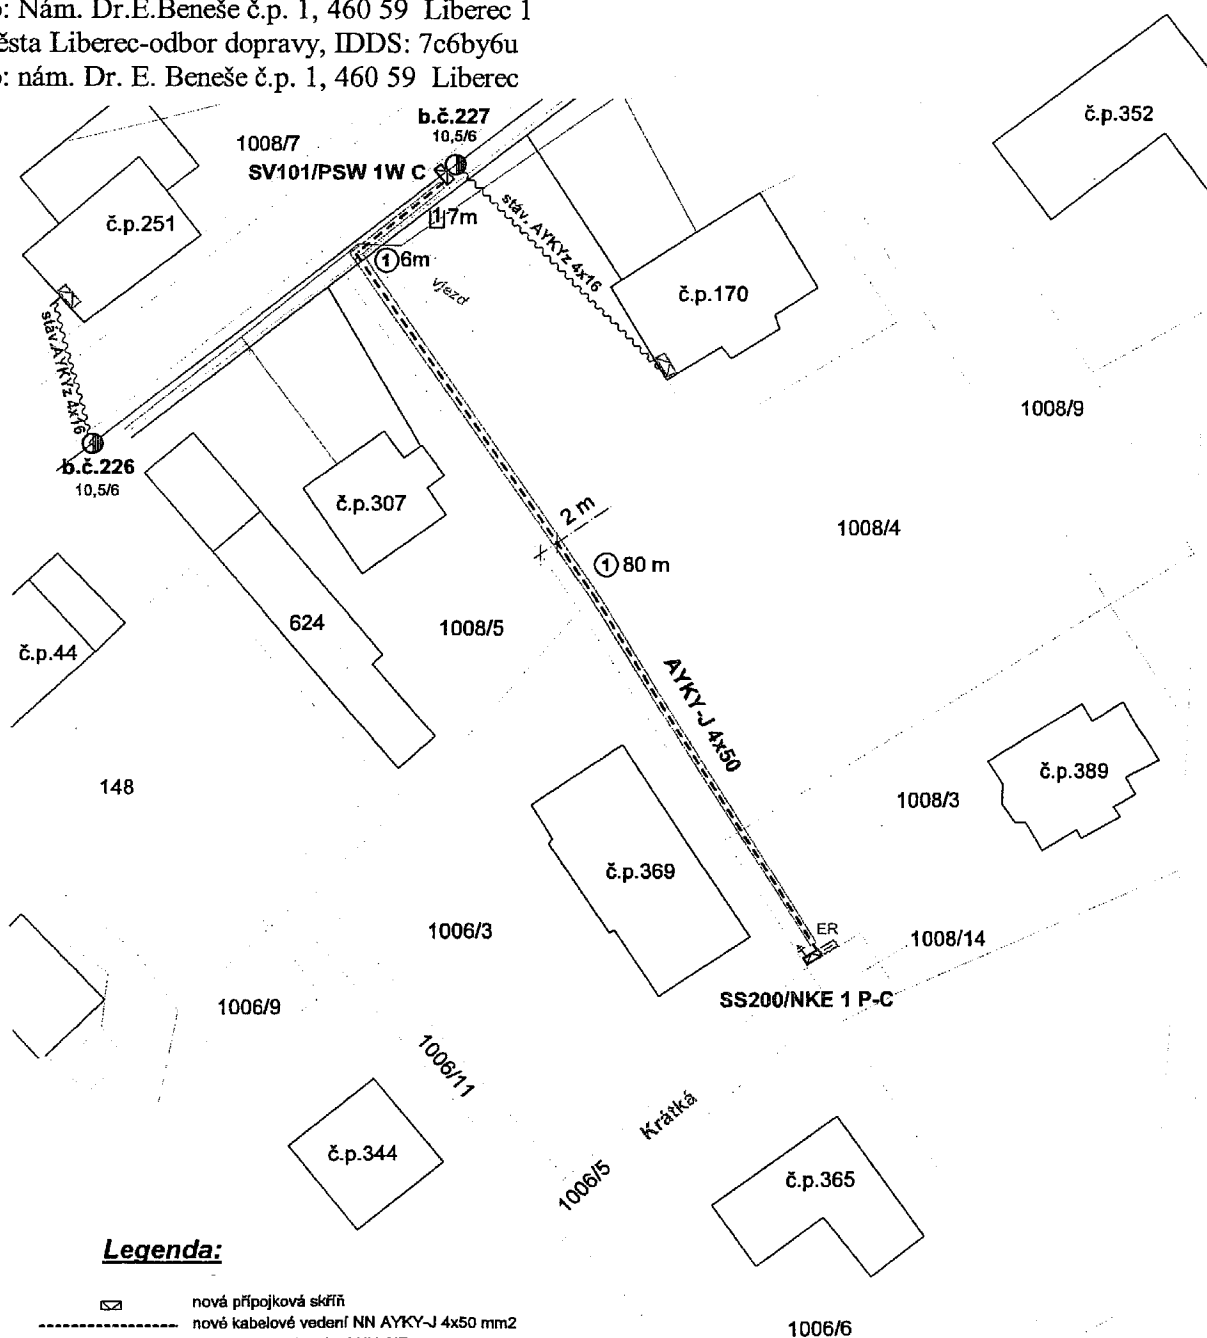 : Nám. Dr.E.Beneše č.p. 1, 460 59 Liberec 1
ěsta Liberec-odbor dopravy, IDDS: 7c6by6u
: nám. Dr. E. Beneše č.p. 1, 460 59 Liberec
b.č.227
10,5/6
č.p.352
1008/7
SV101/PSW 1W C
č.p.251
1 7m
stáv. AYKYz 4x16
1 6m
vjezd
č.p.170
stáv.AYKYz 4x16
1008/9
b.č.226
10,5/6
č.p.307
2 m
1008/4
1 80 m
624
1008/5
č.p.44
AYKY-J 4x50
č.p.389
148
1008/3
č.p.369
ER
1006/3
1008/14
SS200/NKE 1 P-C
1006/9
1006/11
Krátká
č.p.344
1006/5
č.p.365
Legenda:
nová přípojková skříň
nové kabelové vedení NN AYKY-J 4x50 mm2
1006/6